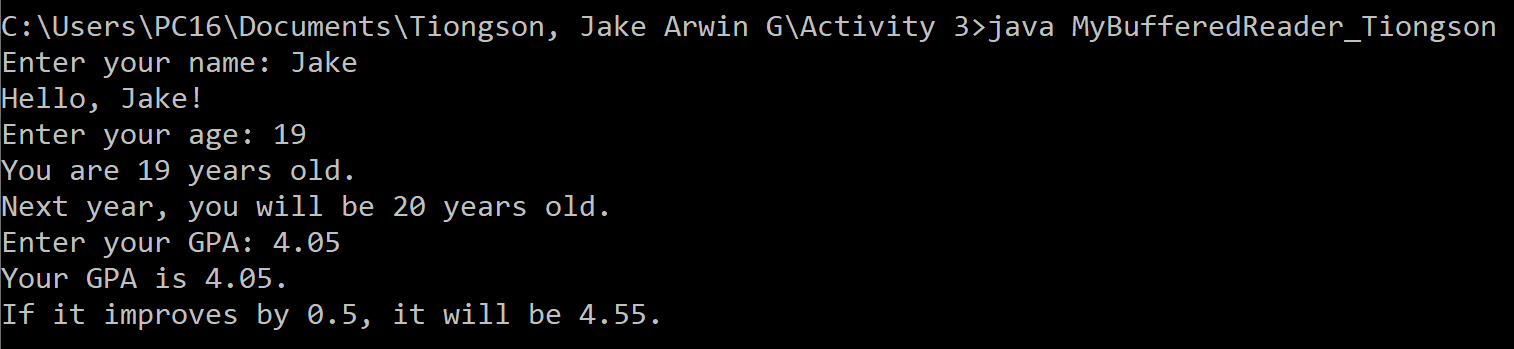 C:\Users\PC16\Documents\Tiongson, Jake Arwin G\Activity 3>java MyBufferedReader_Tiongson
Enter your name: Jake
Hello, Jake!
Enter your age: 19
You are 19 years old.
Next year, you will be 20 years old.
Enter your GPA: 4.05
Your GPA is 4.05.
If it improves by 0.5, it will be 4.55.